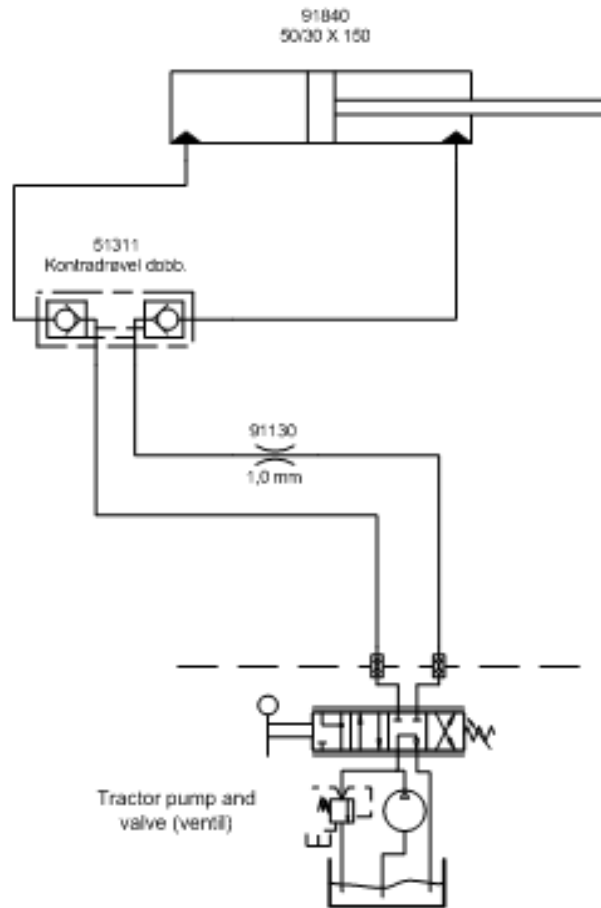 91840
50/30 X 150
51311
Kontradrøvel dobb.
91130
1,0 mm
Tractor pump and
valve (ventil)